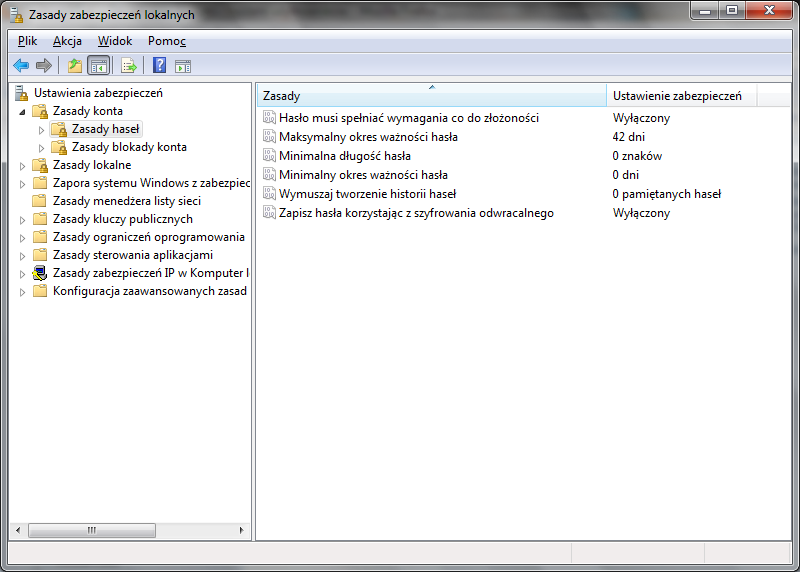 Zasady zabezpieczeń lokalnych
Plik Akcja Widok Pomoc
Ustawienia zabezpieczeń
Zasady konta
Zasady haseł
Zasady blokady konta
Zasady lokalne
Zapora systemu Windows z zabezpiec
Zasady menedżera listy sieci
Zasady kluczy publicznych
Zasady ograniczeń oprogramowania
Zasady sterowania aplikacjami
Zasady zabezpieczeń IP w Komputer l
Konfiguracja zaawansowanych zasad
Zasady Ustawienie zabezpieczeń
Hasło musi spełniać wymagania co do złożoności Wyłączony
Maksymalny okres ważności hasła 42 dni
Minimalna długość hasła 0 znaków
Minimalny okres ważności hasła 0 dni
Wymuszaj tworzenie historii haseł 0 pamiętanych haseł
Zapisz hasła korzystając z szyfrowania odwracalnego Wyłączony